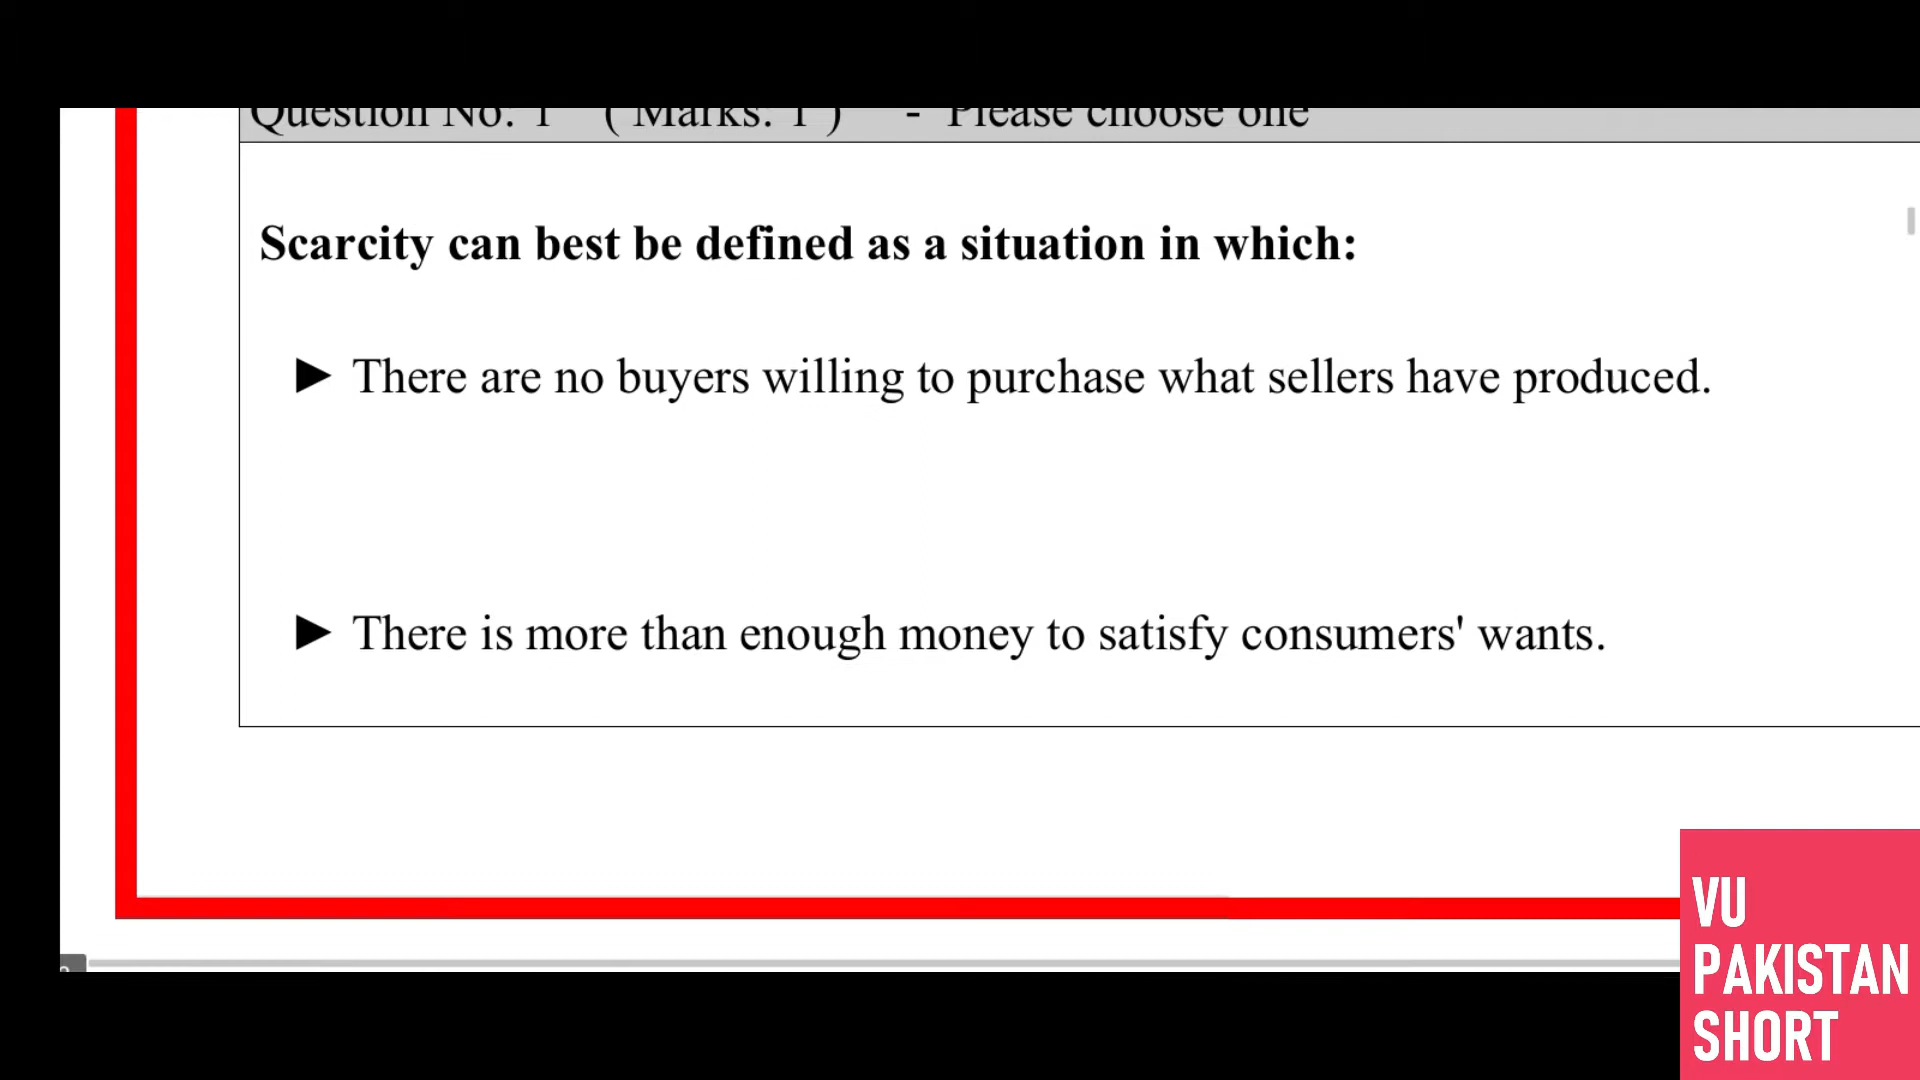 Question No: 1 ( Marks: 1 ) - Please choose one
Scarcity can best be defined as a situation in which:
► There are no buyers willing to purchase what sellers have produced.
► There is more than enough money to satisfy consumers' wants.
VU
PAKISTAN
SHORT